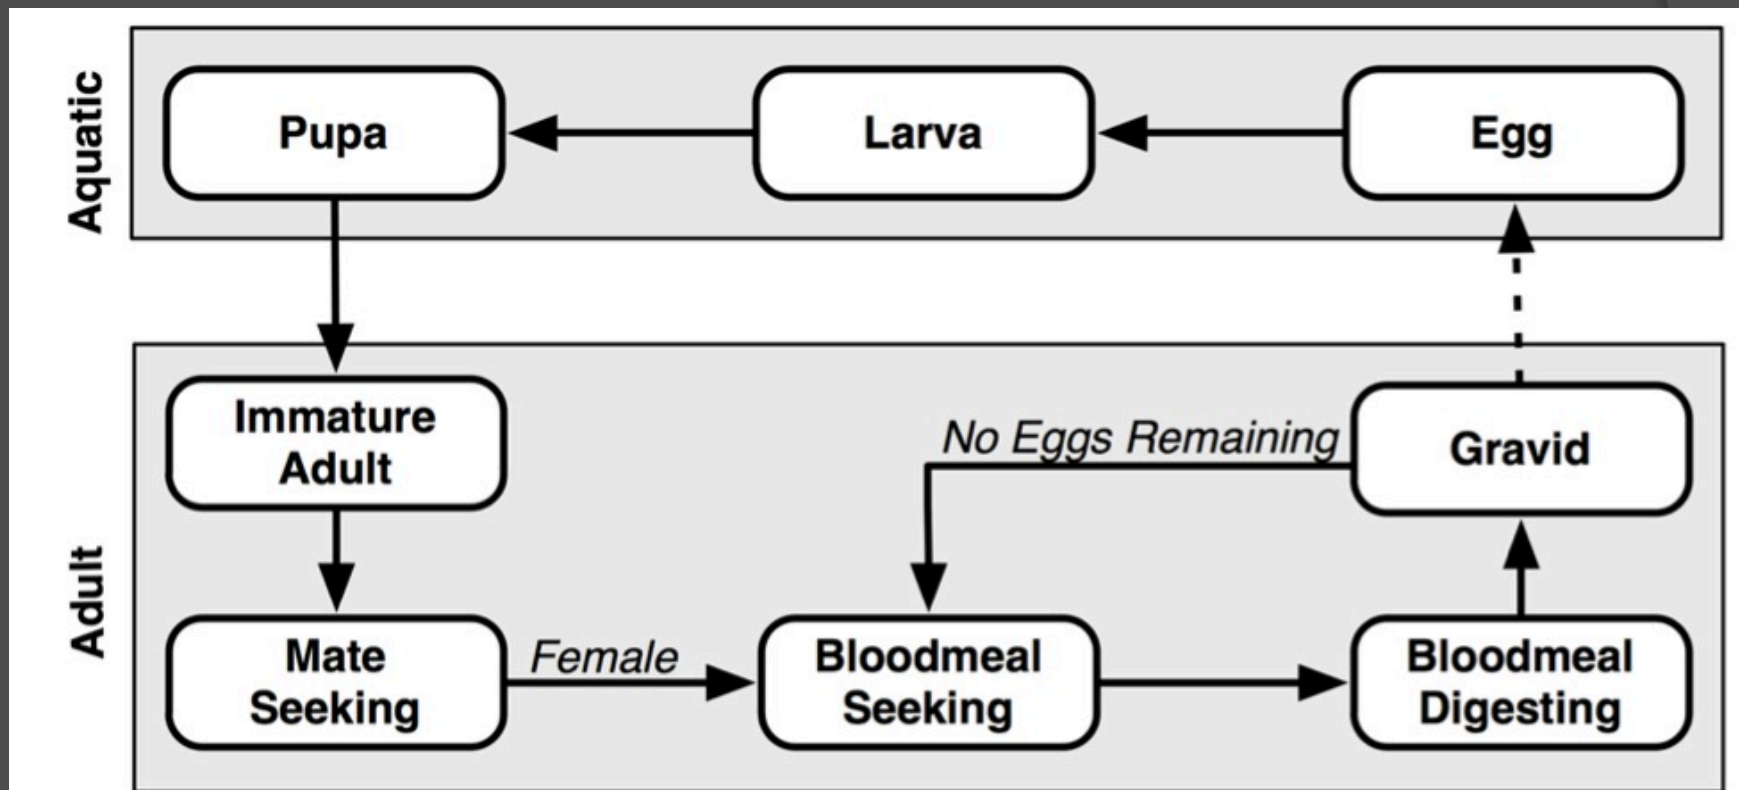 Aquatic
Pupa
Larva
Egg
Adult
Immature
Adult
No Eggs Remaining
Gravid
Mate
Seeking
Female
Bloodmeal
Seeking
Bloodmeal
Digesting